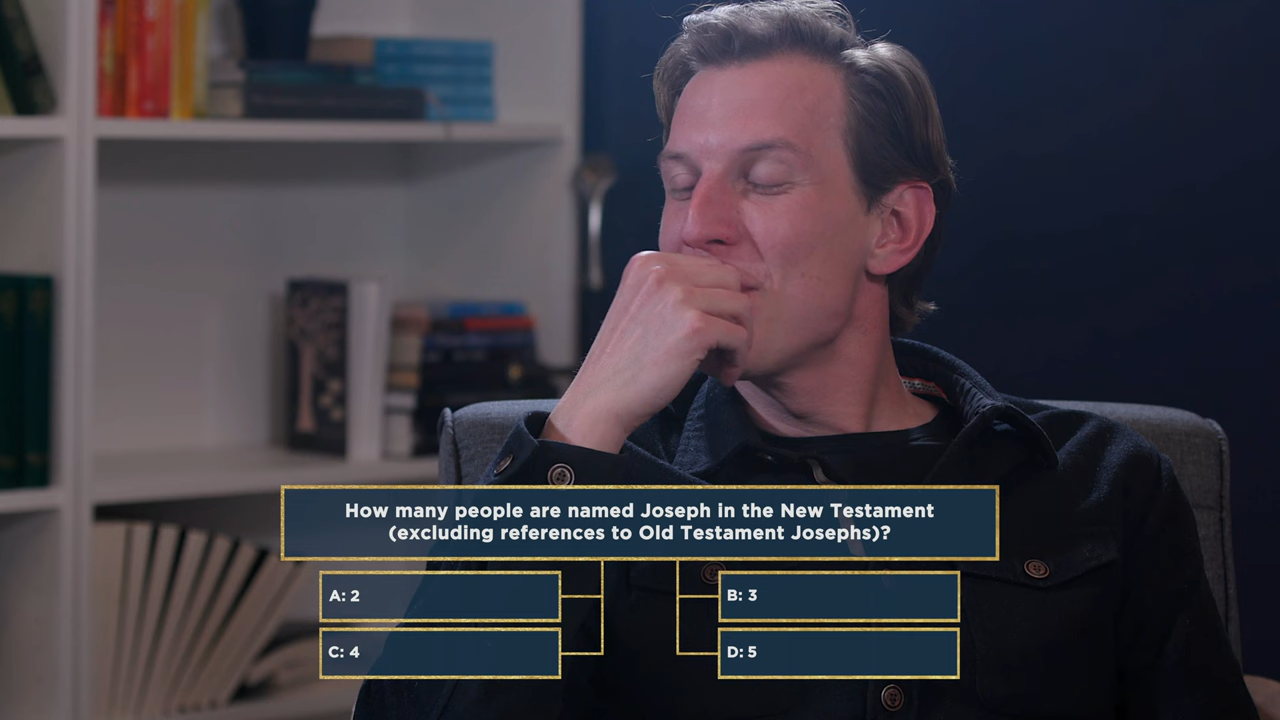 How many people are named Joseph in the New Testament
(excluding references to Old Testament Josephs)?
A: 2
B: 3
C: 4
D: 5